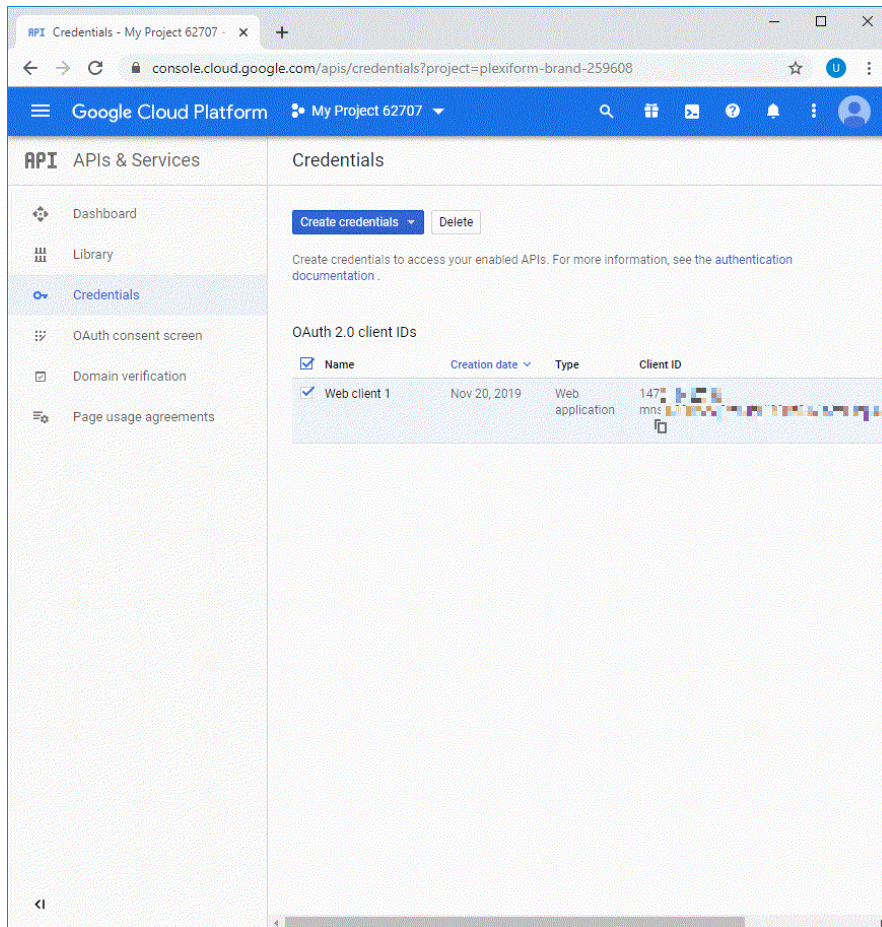 API Credentials - My Project 62707 -
console.cloud.google.com/apis/credentials?project=plexiform-brand-259608
U
Google Cloud Platform
My Project 62707
API APIs & Services
Credentials
Dashboard
Library
Credentials
OAuth consent screen
Domain verification
Page usage agreements
Create credentials
Delete
Create credentials to access your enabled APIs. For more information, see the authentication
documentation .
OAuth 2.0 client IDs
Name Creation date Type Client ID
Web client 1 Nov 20, 2019 Web 147
application mns